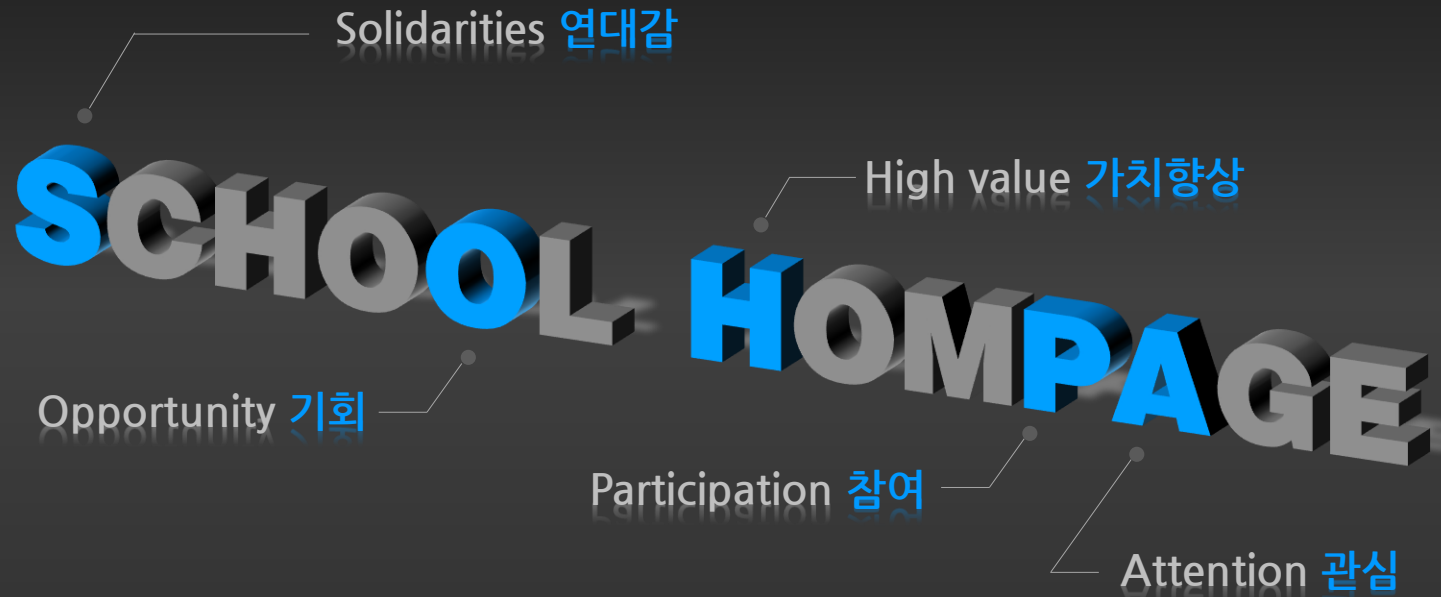 Solidarities 연대감
High value 가치향상
SCHOOL HOMPAGE
Opportunity 기회
Participation 참여
Attention 관심